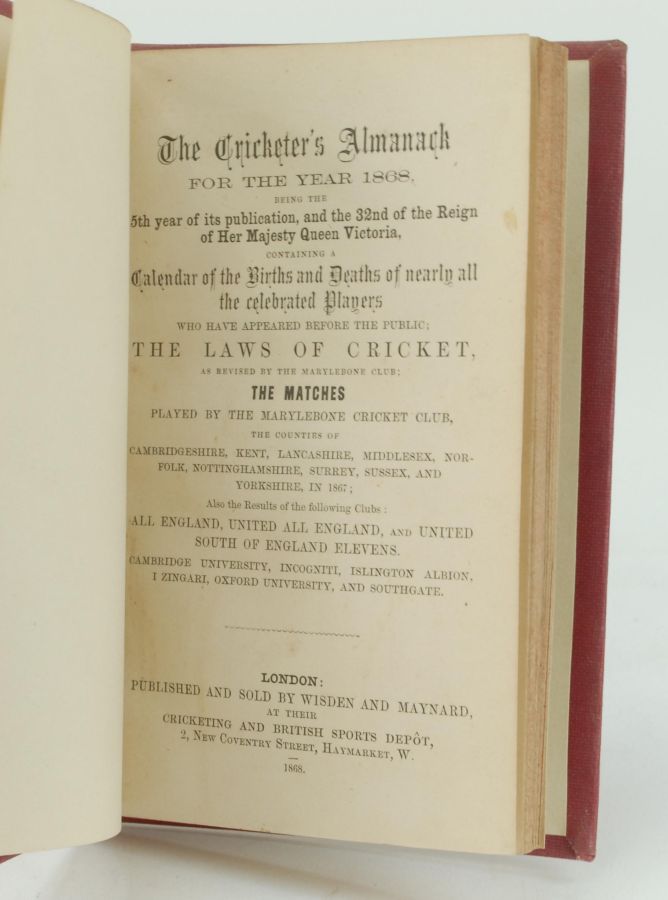 The Cricketer's Almanack
FOR THE YEAR 1868,
BEING THE
5th year of its publication, and the 32nd of the Reign
of Her Majesty Queen Victoria,
CONTAINING A
Calendar of the Births and Deaths of nearly all
the celebrated Players
WHO HAVE APPEARED BEFORE THE PUBLIC;
THE LAWS OF CRICKET,
AS REVISED BY THE MARYLEBONE CLUB;
THE MATCHES
PLAYED BY THE MARYLEBONE CRICKET CLUB,
THE COUNTIES OF
CAMBRIDGESHIRE, KENT, LANCASHIRE, MIDDLESEX, NOR-
FOLK, NOTTINGHAMSHIRE, SURREY, SUSSEX, AND
YORKSHIRE, IN 1867;
Also the Results of the following Clubs:
ALL ENGLAND, UNITED ALL ENGLAND, AND UNITED
SOUTH OF ENGLAND ELEVENS.
CAMBRIDGE UNIVERSITY, INCOGNITI, ISLINGTON ALBION,
I ZINGARI, OXFORD UNIVERSITY, AND SOUTHGATE.
LONDON:
PUBLISHED AND SOLD BY WISDEN AND MAYNARD,
AT THEIR
CRICKETING AND BRITISH SPORTS DEPÔT,
2, NEW COVENTRY STREET, HAYMARKET, W.
1868.